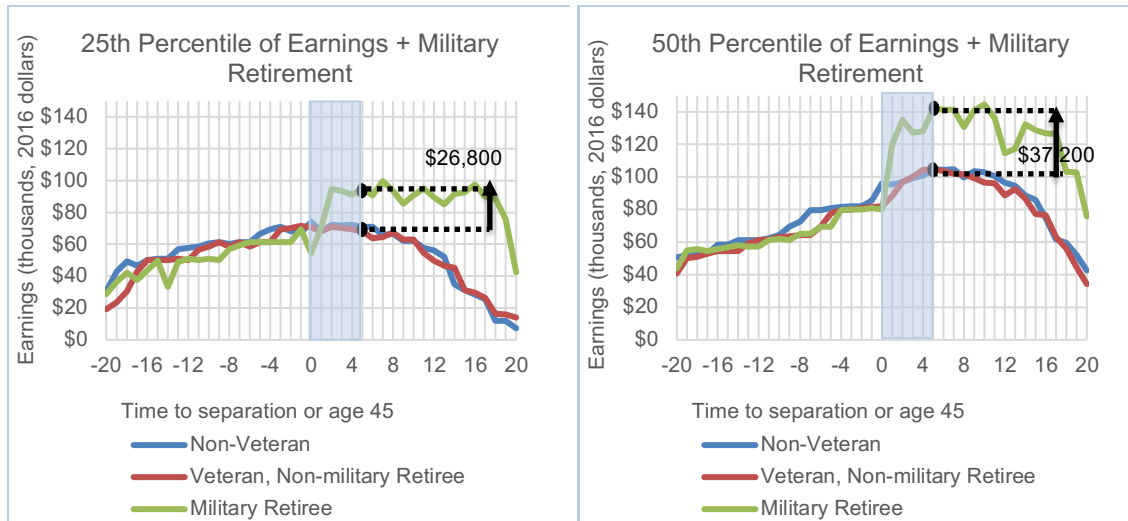 25th Percentile of Earnings + Military
Retirement
Earnings (thousands, 2016 dollars)
$140
$120
$100
$80
$60
$40
$20
$0
$26,800
-20 -16 -12 -8 -4 0 4 8 12 16 20
Time to separation or age 45
Non-Veteran
Veteran, Non-military Retiree
Military Retiree
50th Percentile of Earnings + Military
Retirement
Earnings (thousands, 2016 dollars)
$140
$120
$100
$80
$60
$40
$20
$0
$37,200
-20 -16 -12 -8 -4 0 4 8 12 16 20
Time to separation or age 45
Non-Veteran
Veteran, Non-military Retiree
Military Retiree